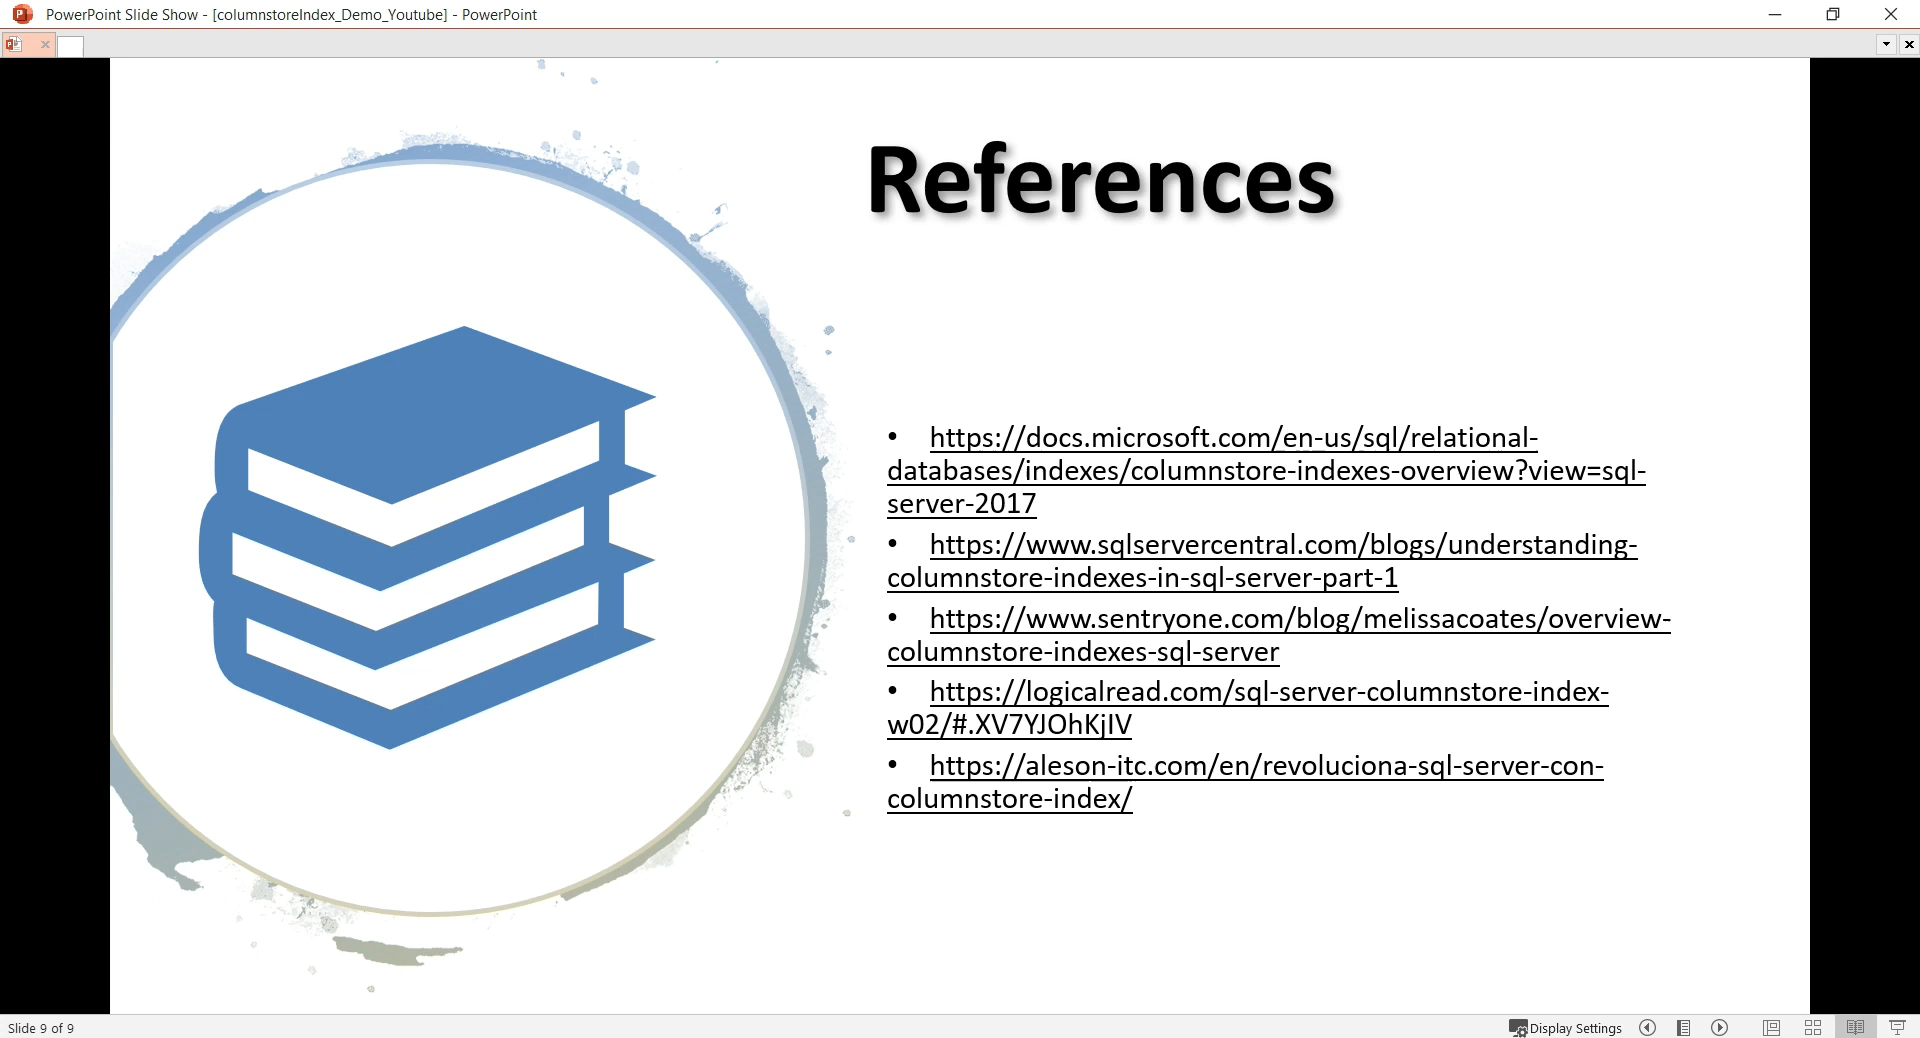 PowerPoint Slide Show - [columnstoreIndex_Demo_Youtube] - PowerPoint
References
• https://docs.microsoft.com/en-us/sql/relational-
databases/indexes/columnstore-indexes-overview?view=sql-
server-2017
• https://www.sqlservercentral.com/blogs/understanding-
columnstore-indexes-in-sql-server-part-1
• https://www.sentryone.com/blog/melissacoates/overview-
columnstore-indexes-sql-server
• https://logicalread.com/sql-server-columnstore-index-
w02/#.XV7YJOhKjIV
• https://aleson-itc.com/en/revoluciona-sql-server-con-
columnstore-index/
Slide 9 of 9
Display Settings